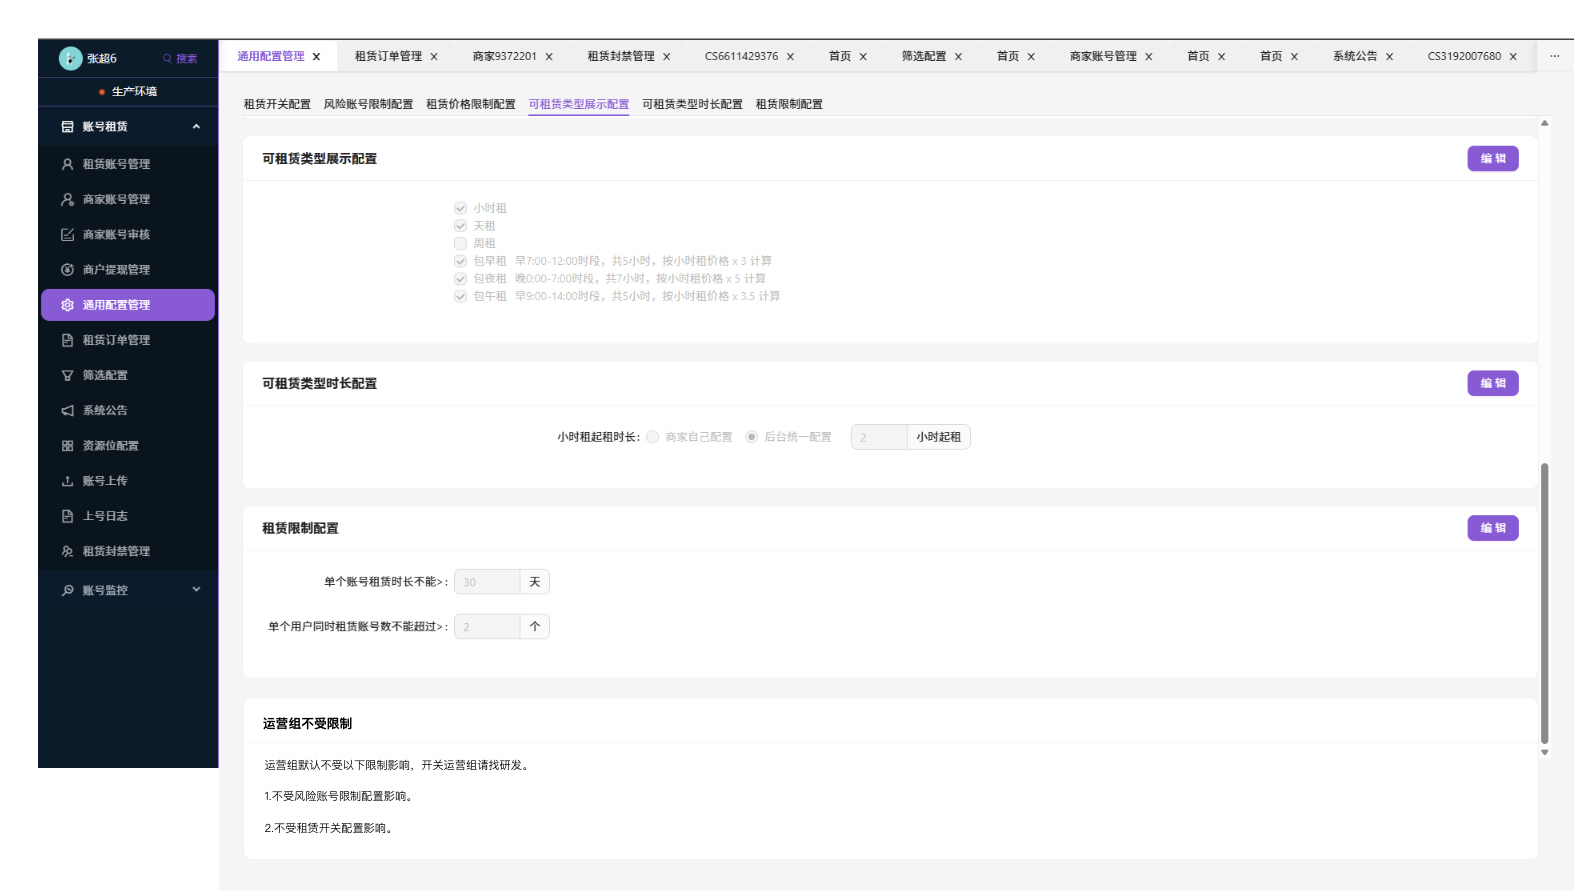 张超6 搜索
生产环境
账号租赁
租赁账号管理
商家账号管理
商家账号审核
商户提现管理
通用配置管理
租赁订单管理
筛选配置
系统公告
资源位配置
账号上传
上号日志
租赁封禁管理
账号监控
通用配置管理 x 租赁订单管理 x 商家9372201 x 租赁封禁管理 x CS6611429376 x 首页 x 筛选配置 x 首页 x 商家账号管理 x 首页 x 首页 x 系统公告 x CS3192007680 x ...
租赁开关配置 风险账号限制配置 租赁价格限制配置 可租赁类型展示配置 可租赁类型时长配置 租赁限制配置
可租赁类型展示配置 编 辑
小时租
天租
周租
包早租 早7:00-12:00时段，共5小时，按小时租价格 x 3 计算
包夜租 晚0:00-7:00时段，共7小时，按小时租价格 x 5 计算
包午租 早9:00-14:00时段，共5小时，按小时租价格 x 3.5 计算
可租赁类型时长配置 编 辑
小时租起租时长: 商家自己配置 后台统一配置 2 小时起租
租赁限制配置 编 辑
单个账号租赁时长不能>: 30 天
单个用户同时租赁账号数不能超过>: 2 个
运营组不受限制
运营组默认不受以下限制影响，开关运营组请找研发。
1.不受风险账号限制配置影响。
2.不受租赁开关配置影响。